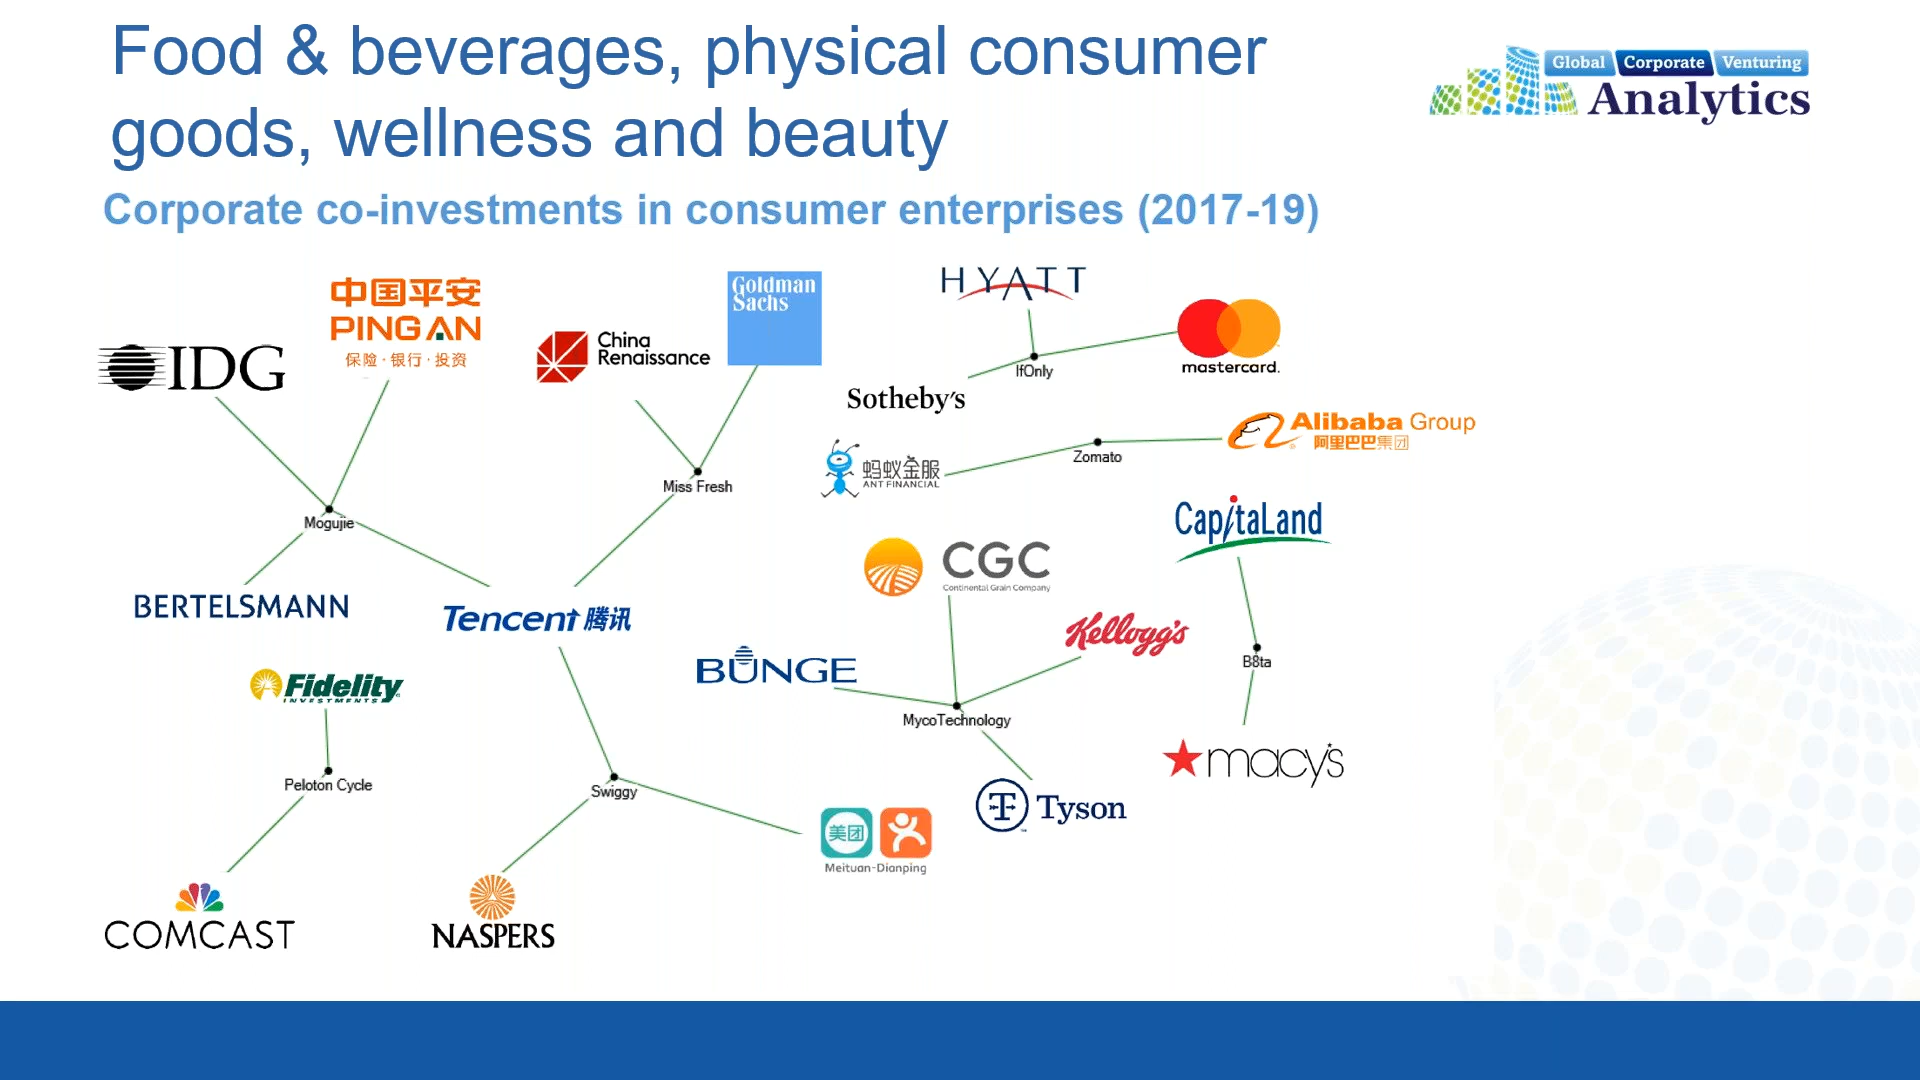 Food & beverages, physical consumer
goods, wellness and beauty
Global Corporate Venturing
Analytics
Corporate co-investments in consumer enterprises (2017-19)
IDG
中国平安
PING AN
保险·银行·投资
China
Renaissance
Goldman
Sachs
HYATT
mastercard.
IfOnly
Sotheby's
Alibaba Group
阿里巴巴集团
Zomato
蚂蚁金服
ANT FINANCIAL
Miss Fresh
Mogujie
CapitaLand
CGC
Continental Grain Company
BERTELSMANN
Tencent 腾讯
Kellogg's
BUNGE
B8ta
Fidelity
INVESTMENTS
MycoTechnology
macy's
Peloton Cycle
Swiggy
Tyson
美团
Meituan-Dianping
COMCAST
NASPERS